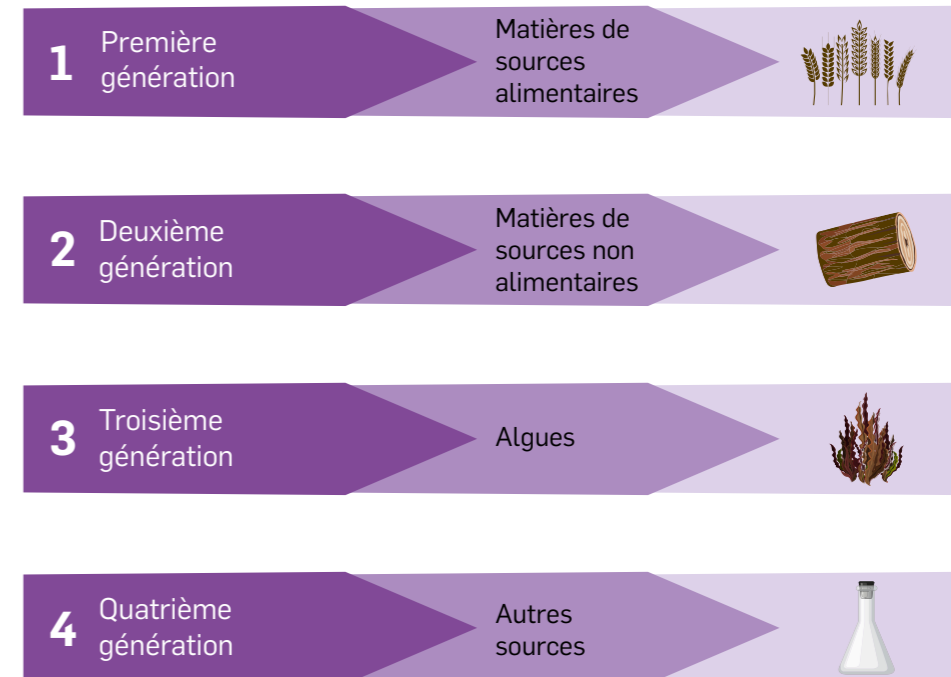 1
Première
génération
Matières de
sources
alimentaires
2
Deuxième
génération
Matières de
sources non
alimentaires
3
Troisième
génération
Algues
4
Quatrième
génération
Autres
sources